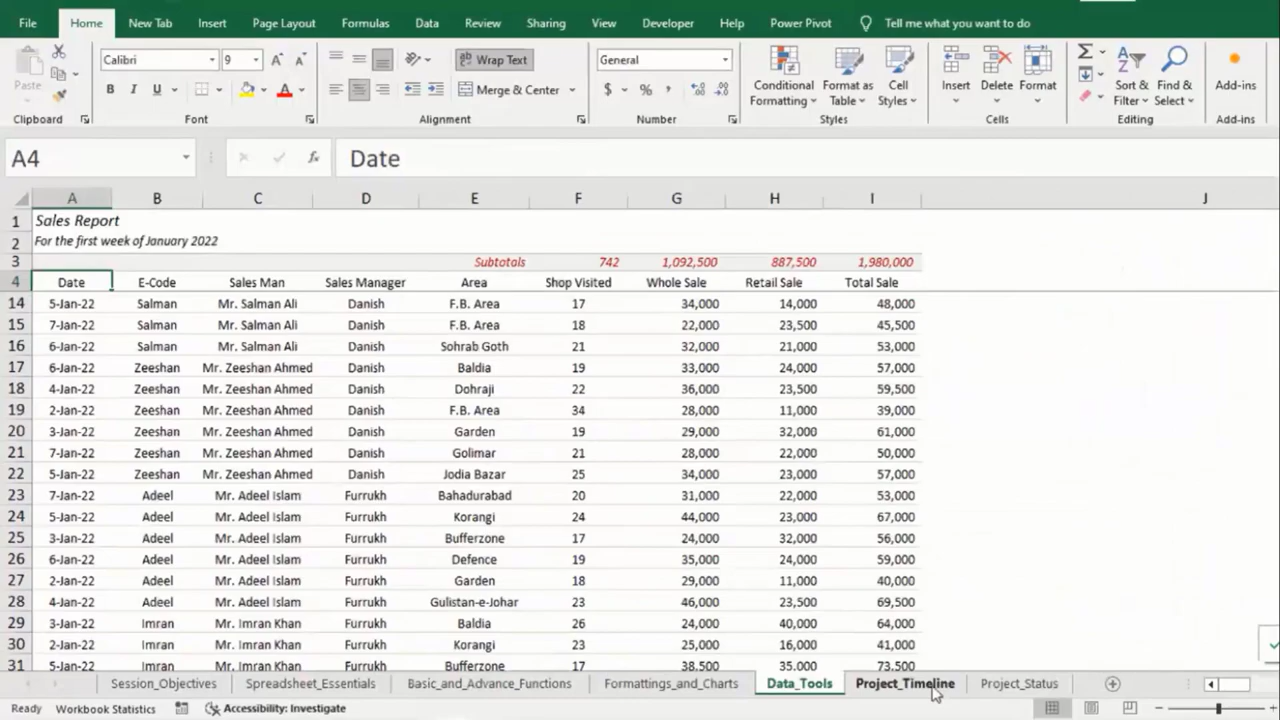 File Home New Tab Insert Page Layout Formulas Data Review Sharing View Developer Help Power Pivot Tell me what you want to do
Calibri 9 Wrap Text General
Paste B I U A Merge & Center $ % , Conditional Formatting Format as Table Cell Styles Insert Delete Format Sort & Filter Find & Select Add-ins
Clipboard Font Alignment Number Styles Cells Editing Add-ins
A4 fx Date
A B C D E F G H I J
1 Sales Report
2 For the first week of January 2022
3 Subtotals 742 1,092,500 887,500 1,980,000
4 Date E-Code Sales Man Sales Manager Area Shop Visited Whole Sale Retail Sale Total Sale
14 5-Jan-22 Salman Mr. Salman Ali Danish F.B. Area 17 34,000 14,000 48,000
15 7-Jan-22 Salman Mr. Salman Ali Danish F.B. Area 18 22,000 23,500 45,500
16 6-Jan-22 Salman Mr. Salman Ali Danish Sohrab Goth 21 32,000 21,000 53,000
17 6-Jan-22 Zeeshan Mr. Zeeshan Ahmed Danish Baldia 19 33,000 24,000 57,000
18 4-Jan-22 Zeeshan Mr. Zeeshan Ahmed Danish Dohraji 22 36,000 23,500 59,500
19 2-Jan-22 Zeeshan Mr. Zeeshan Ahmed Danish F.B. Area 34 28,000 11,000 39,000
20 3-Jan-22 Zeeshan Mr. Zeeshan Ahmed Danish Garden 19 29,000 32,000 61,000
21 7-Jan-22 Zeeshan Mr. Zeeshan Ahmed Danish Golimar 21 28,000 22,000 50,000
22 5-Jan-22 Zeeshan Mr. Zeeshan Ahmed Danish Jodia Bazar 25 34,000 23,000 57,000
23 7-Jan-22 Adeel Mr. Adeel Islam Furrukh Bahadurabad 20 31,000 22,000 53,000
24 5-Jan-22 Adeel Mr. Adeel Islam Furrukh Korangi 24 44,000 23,000 67,000
25 3-Jan-22 Adeel Mr. Adeel Islam Furrukh Bufferzone 17 24,000 32,000 56,000
26 6-Jan-22 Adeel Mr. Adeel Islam Furrukh Defence 19 35,000 24,000 59,000
27 2-Jan-22 Adeel Mr. Adeel Islam Furrukh Garden 18 29,000 11,000 40,000
28 4-Jan-22 Adeel Mr. Adeel Islam Furrukh Gulistan-e-Johar 23 46,000 23,500 69,500
29 3-Jan-22 Imran Mr. Imran Khan Furrukh Baldia 26 24,000 40,000 64,000
30 2-Jan-22 Imran Mr. Imran Khan Furrukh Korangi 23 25,000 16,000 41,000
31 5-Jan-22 Imran Mr. Imran Khan Furrukh Bufferzone 17 38,500 35,000 73,500
Session_Objectives Spreadsheet_Essentials Basic_and_Advance_Functions Formattings_and_Charts Data_Tools Project_Timeline Project_Status
Ready Workbook Statistics Accessibility: Investigate